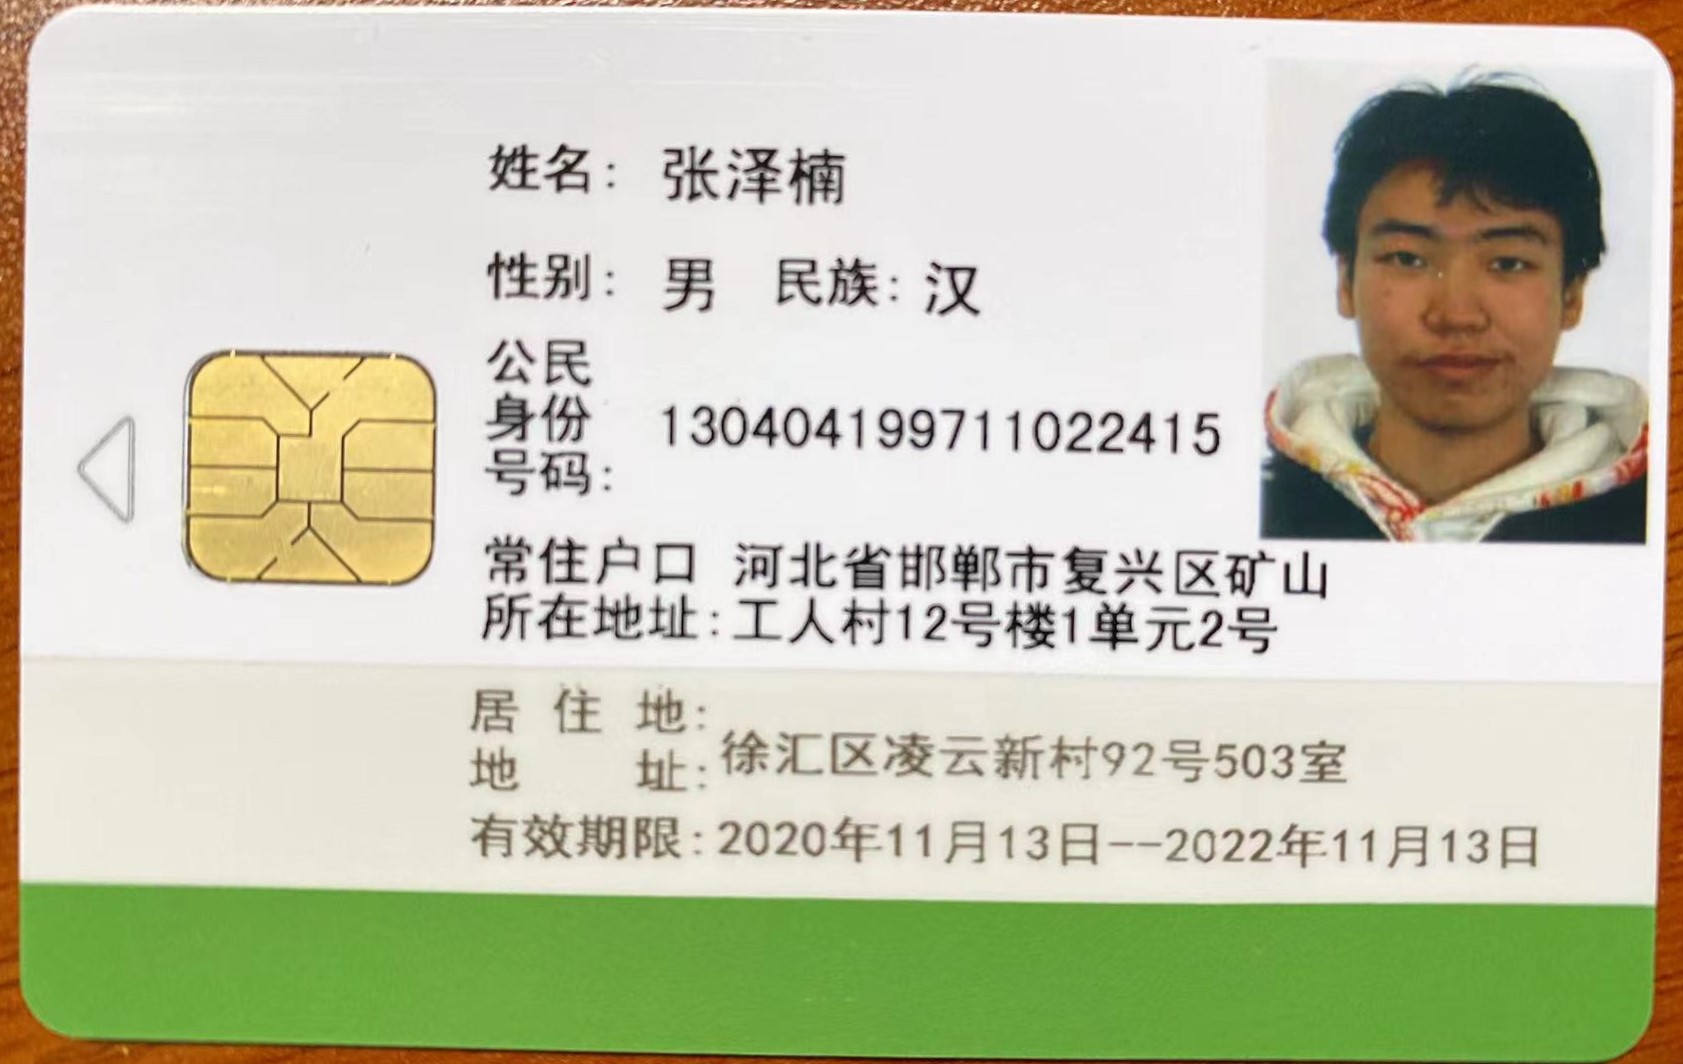 姓名: 张泽楠
性别: 男 民族: 汉
公民
身份 130404199711022415
号码:
常住户口 河北省邯郸市复兴区矿山
所在地址: 工人村12号楼1单元2号
居 住 地:
徐汇区凌云新村92号503室
地 址:
有效期限: 2020年11月13日--2022年11月13日